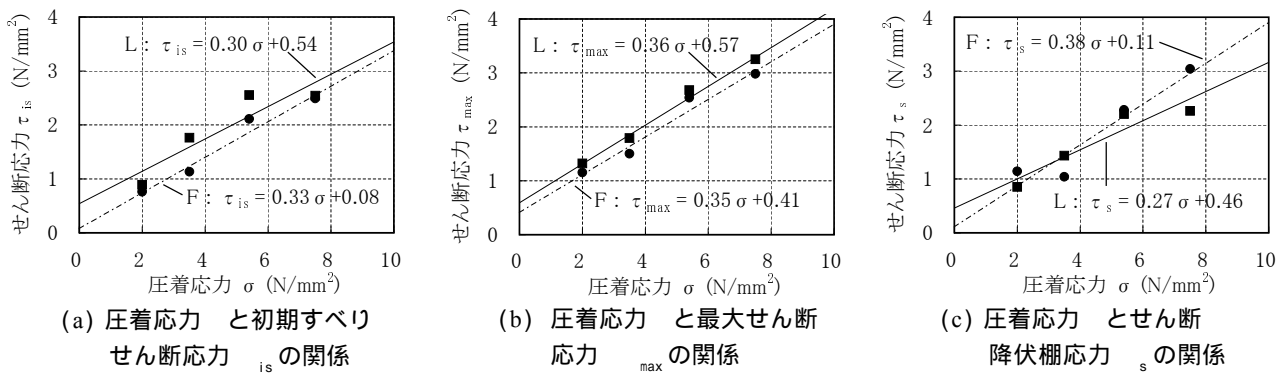 せん断応力 τis (N/mm²)
4
3
2
1
0
L： τis = 0.30 σ+0.54
F： τis = 0.33 σ+0.08
0 2 4 6 8 10
圧着応力 σ (N/mm²)
(a) 圧着応力　と初期すべり
せん断応力　isの関係
せん断応力 τmax (N/mm²)
4
3
2
1
0
L： τmax = 0.36 σ+0.57
F： τmax = 0.35 σ+0.41
0 2 4 6 8 10
圧着応力 σ (N/mm²)
(b) 圧着応力　と最大せん断
応力　maxの関係
せん断応力 τs (N/mm²)
4
3
2
1
0
F： τs = 0.38 σ+0.11
L： τs = 0.27 σ+0.46
0 2 4 6 8 10
圧着応力 σ (N/mm²)
(c) 圧着応力　とせん断
降伏棚応力　sの関係